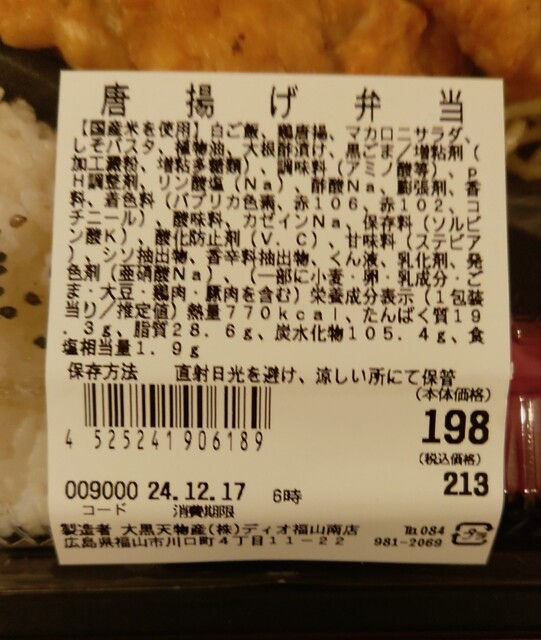 唐揚げ弁当
【国産米を使用】白ご飯、鶏唐揚、マカロニサラダ、
しそパスタ、植物油、大根酢漬け、黒ごま／増粘剤（
加工澱粉、増粘多糖類）、調味料（アミノ酸等）、ｐ
Ｈ調整剤、リン酸塩（Ｎａ）、酢酸Ｎａ、膨張剤、香
料、着色料（パプリカ色素、赤１０６、赤１０２、コ
チニール）、酸味料、カゼインＮａ、保存料（ソルビ
ン酸Ｋ）、酸化防止剤（Ｖ．Ｃ）、甘味料（ステビア
）、シソ抽出物、香辛料抽出物、くん液、乳化剤、発
色剤（亜硝酸Ｎａ）、（一部に小麦・卵・乳成分・ご
ま・大豆・鶏肉・豚肉を含む）栄養成分表示（１包装
当り／推定値）熱量７７０ｋｃａｌ、たんぱく質１９
．３ｇ、脂質２８．６ｇ、炭水化物１０５．４ｇ、食
塩相当量１．９ｇ
保存方法　直射日光を避け、涼しい所にて保管
(本体価格)
198
4 525241 906189
(税込価格)
213
009000 24.12.17 6時
コード 消費期限
製造者 大黒天物産(株)ディオ福山南店 ℡084
広島県福山市川口町４丁目１１－２２ 981-2069
プラ